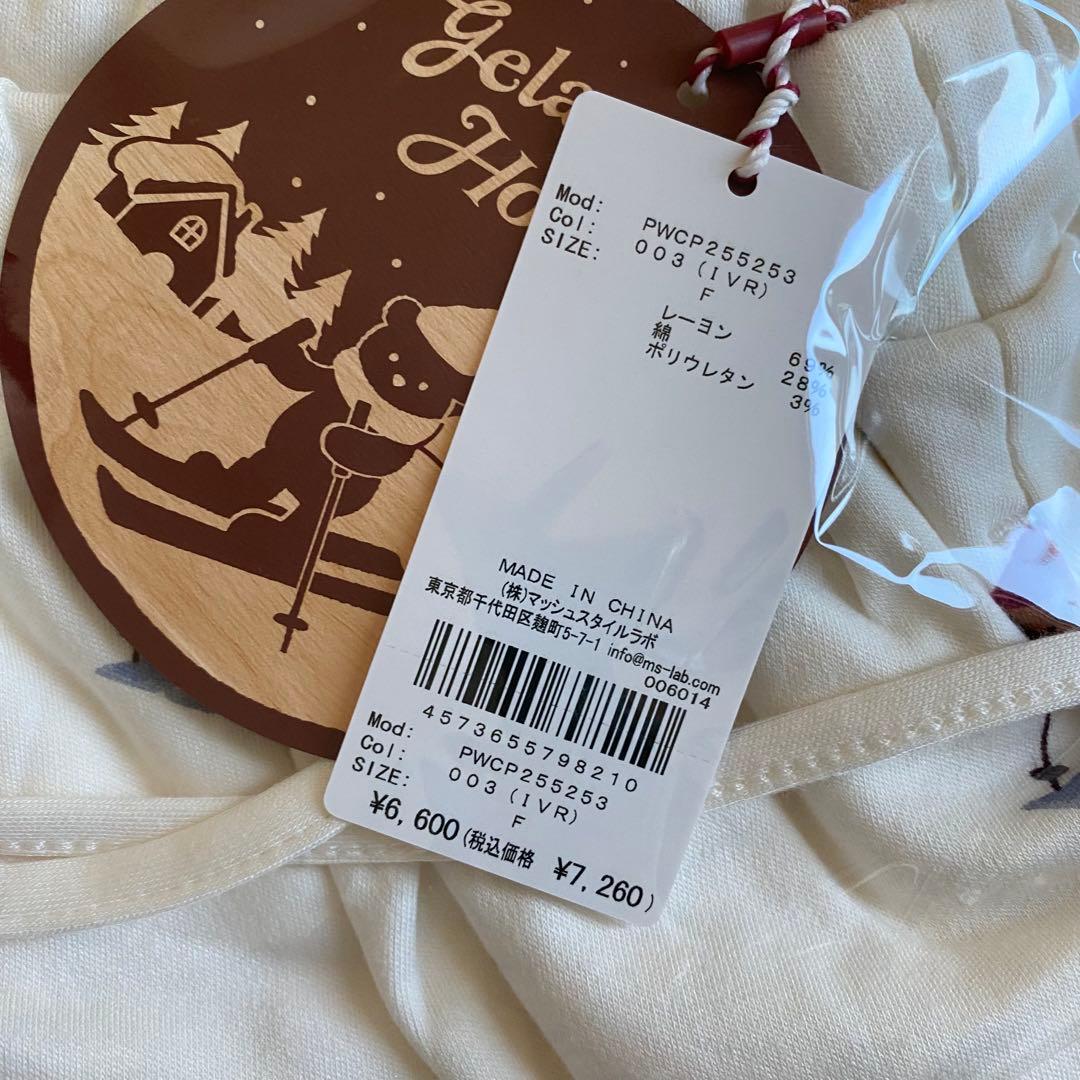 Gela
Ho
Mod: PWCP255253
Col: 003(IVR)
SIZE: F
レーヨン 69%
綿 28%
ポリウレタン 3%
MADE IN CHINA
(株)マッシュスタイルラボ
東京都千代田区麹町5-7-1 info@ms-lab.com
006014
4573655798210
Mod: PWCP255253
Col: 003(IVR)
SIZE: F
¥6,600(税込価格 ¥7,260)